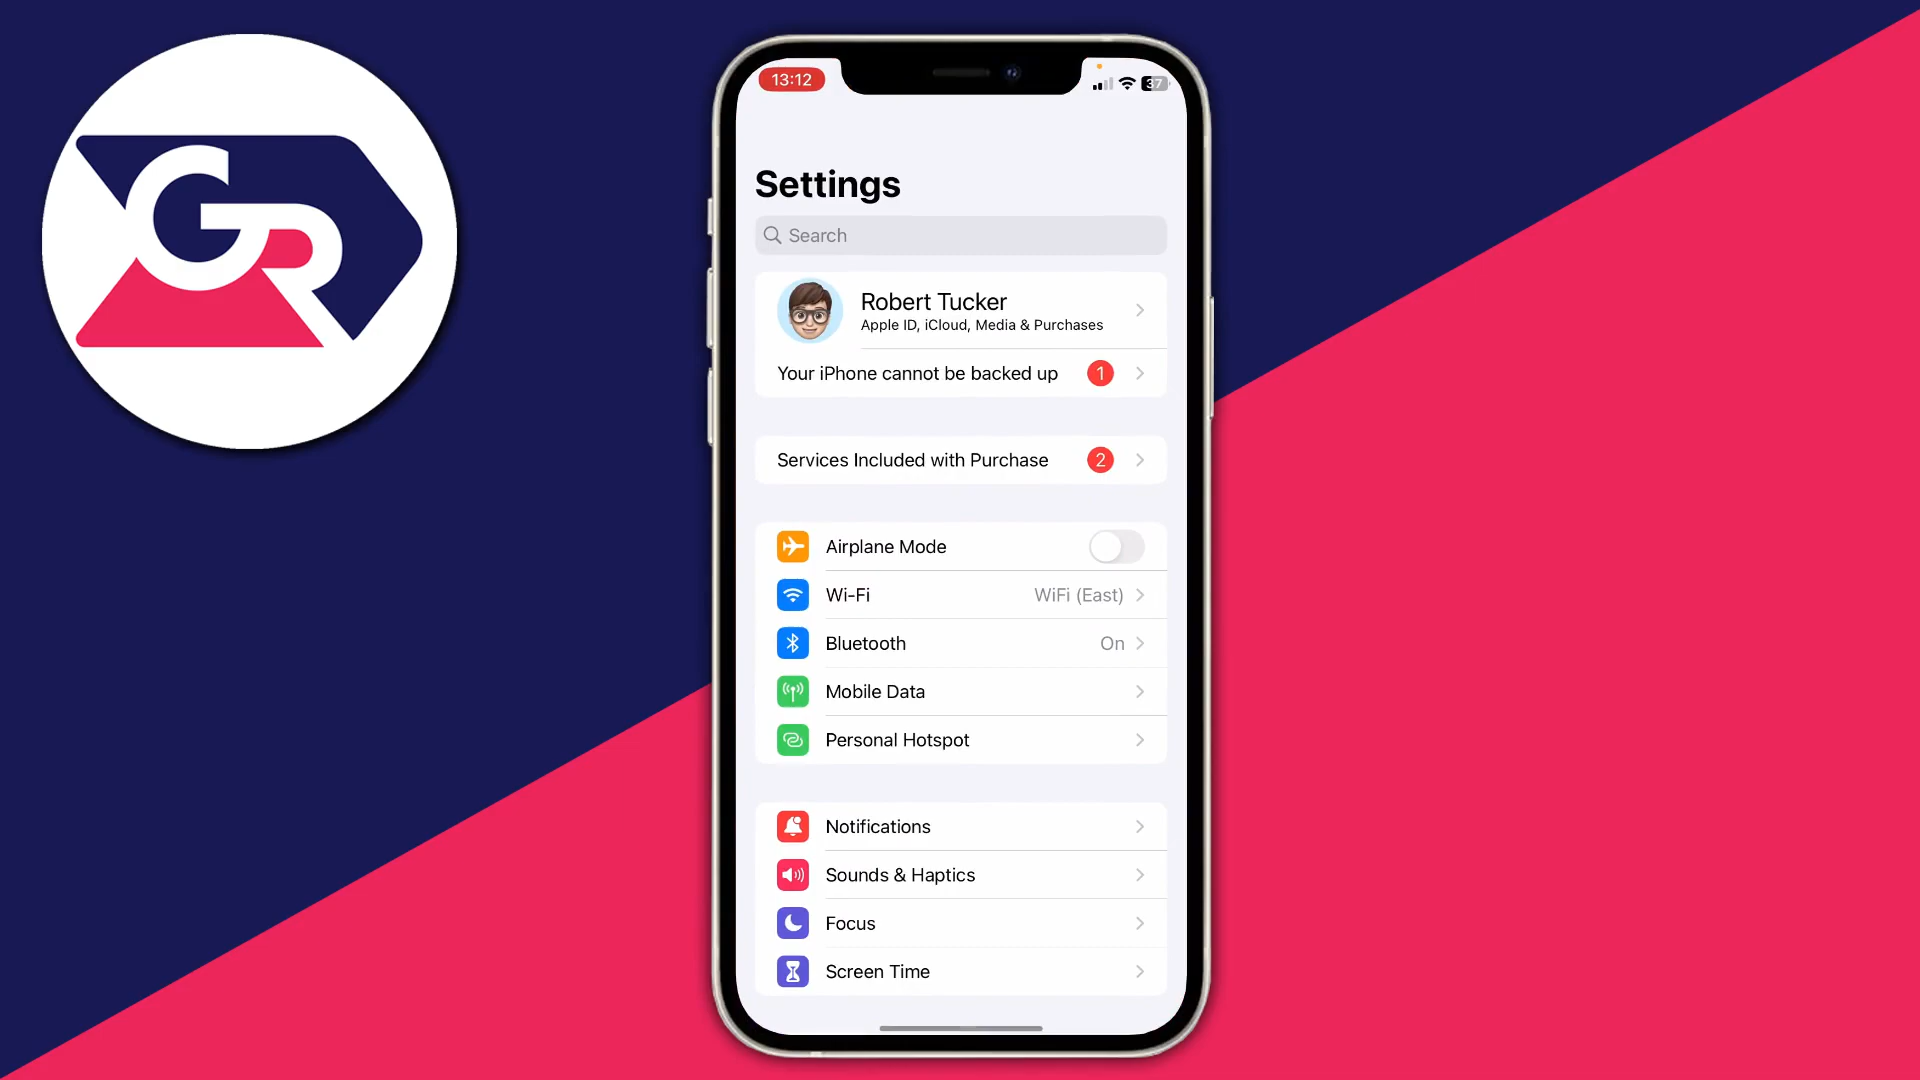 GR
13:12
37
Settings
Search
Robert Tucker
Apple ID, iCloud, Media & Purchases
Your iPhone cannot be backed up 1
Services Included with Purchase 2
Airplane Mode
Wi-Fi WiFi (East)
Bluetooth On
Mobile Data
Personal Hotspot
Notifications
Sounds & Haptics
Focus
Screen Time